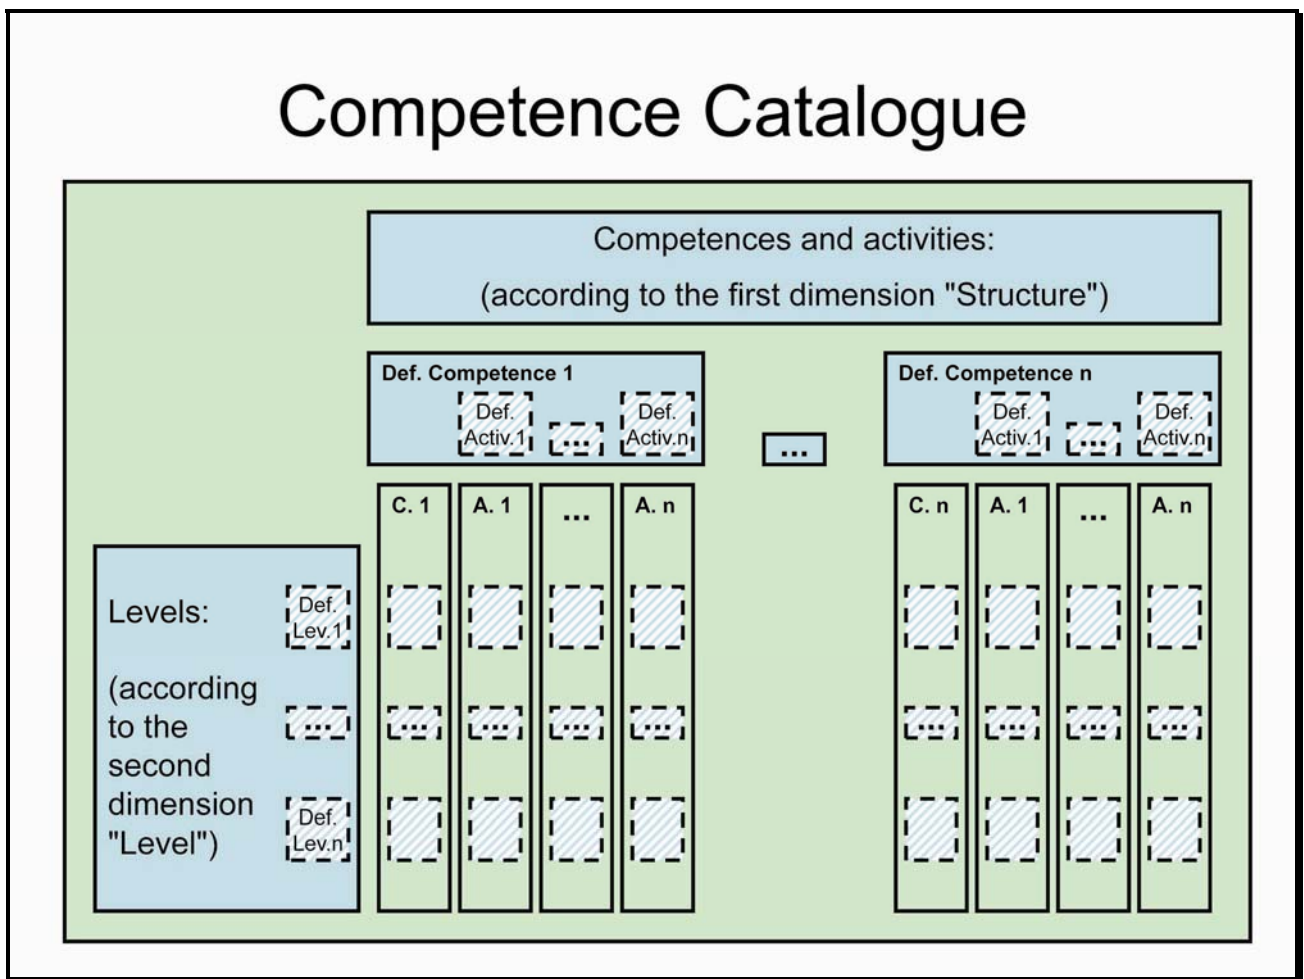 Competence Catalogue
Competences and activities:
(according to the first dimension "Structure")
Def. Competence 1
Def.
Activ.1
...
Def.
Activ.n
...
Def. Competence n
Def.
Activ.1
...
Def.
Activ.n
C. 1
A. 1
...
A. n
C. n
A. 1
...
A. n
Levels:
(according
to the
second
dimension
"Level")
Def.
Lev.1
...
Def.
Lev.n
...
...
...
...
...
...
...
...